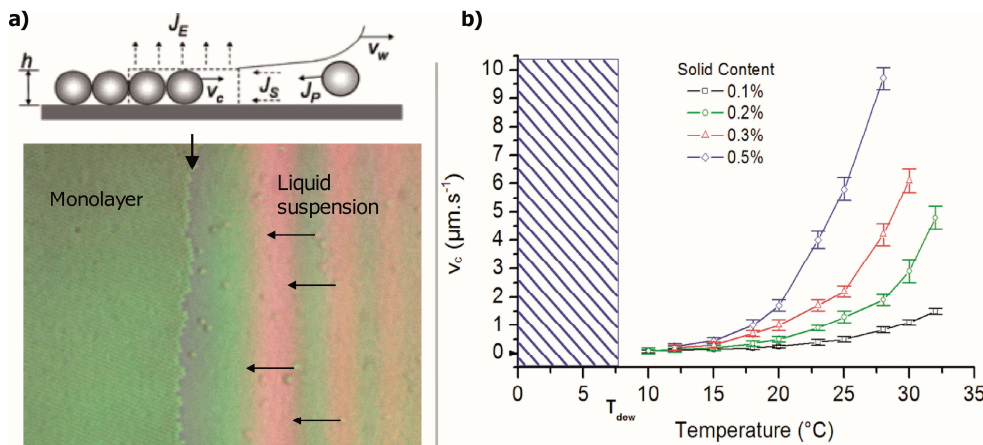 a)
J_E
h
v_w
v_c
J_S
J_P
Monolayer
Liquid
suspension
b)
v_c (µm.s⁻¹)
10
9
8
7
6
5
4
3
2
1
0
Solid Content
0.1%
0.2%
0.3%
0.5%
0 5 10 15 20 25 30 35
T_dew
Temperature (°C)